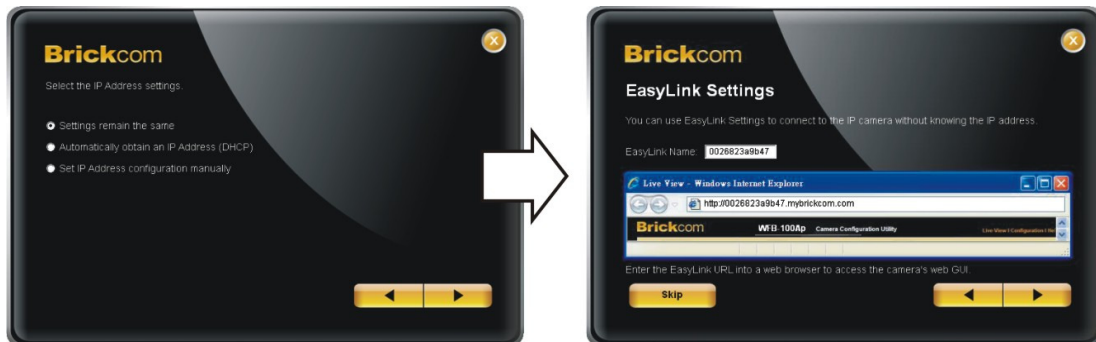 Brickcom
Select the IP Address settings.
Settings remain the same
Automatically obtain an IP Address (DHCP)
Set IP Address configuration manually
X
Brickcom
EasyLink Settings
You can use EasyLink Settings to connect to the IP camera without knowing the IP address.
EasyLink Name: 0026823a9b47
Live View - Windows Internet Explorer
http://0026823a9b47.mybrickcom.com
Brickcom WFB-100Ap Camera Configuration Utility Live View | Configuration |
Enter the EasyLink URL into a web browser to access the camera's web GUI.
Skip
X